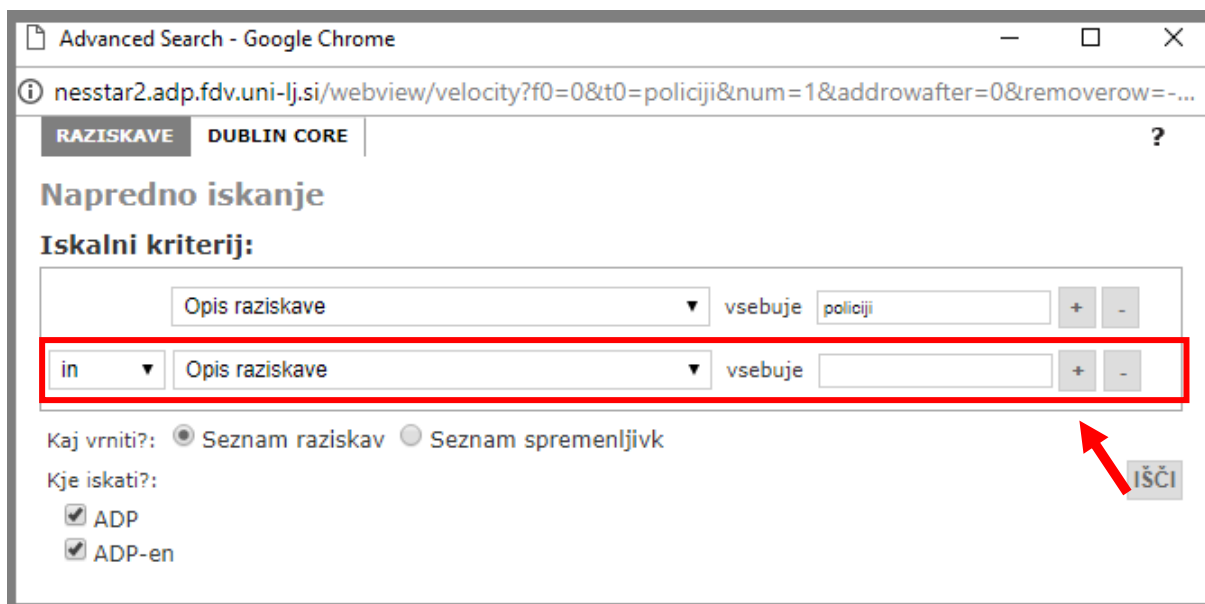 Advanced Search - Google Chrome
nesstar2.adp.fdv.uni-lj.si/webview/velocity?f0=0&t0=policiji&num=1&addrowafter=0&removerow=-...
RAZISKAVE DUBLIN CORE ?
Napredno iskanje
Iskalni kriterij:
Opis raziskave vsebuje policiji + -
in Opis raziskave vsebuje + -
Kaj vrniti?: Seznam raziskav Seznam spremenljivk
Kje iskati?: IŠČI
ADP
ADP-en